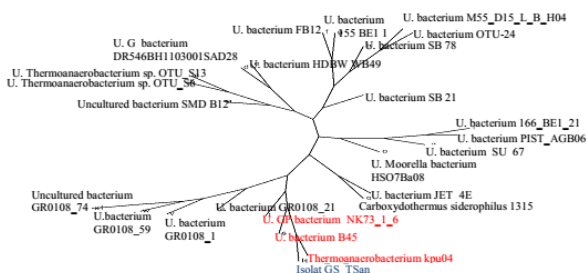 U. bacterium M55_D15_L_B_H04
U. bacterium
FB12
155 BE1 1
U. bacterium OTU-24
U. bacterium
SB 78
U. G bacterium
DR546BH1103001SAD28
U. bacterium HDBW WB49
U. Thermoanaerobacterium sp. OTU_S13
U. Thermoanaerobacterium sp. OTU_S6
Uncultured bacterium SMD B12
U. bacterium SB 21
U. bacterium 166_BE1_21
U. bacterium PIST_AGB06
U. bacterium SU 67
U. Moorella bacterium
HSO7Ba08
U. bacterium JET 4E
Carboxydothermus siderophilus 1315
Uncultured bacterium
GR0108_74
U.bacterium
GR0108_59
U. bacterium
GR0108_1
U. bacterium GR0108_21
U. GP bacterium NK73_1_6
U. bacterium B45
Thermoanaerobacterium kpu04
Isolat GS_TSan